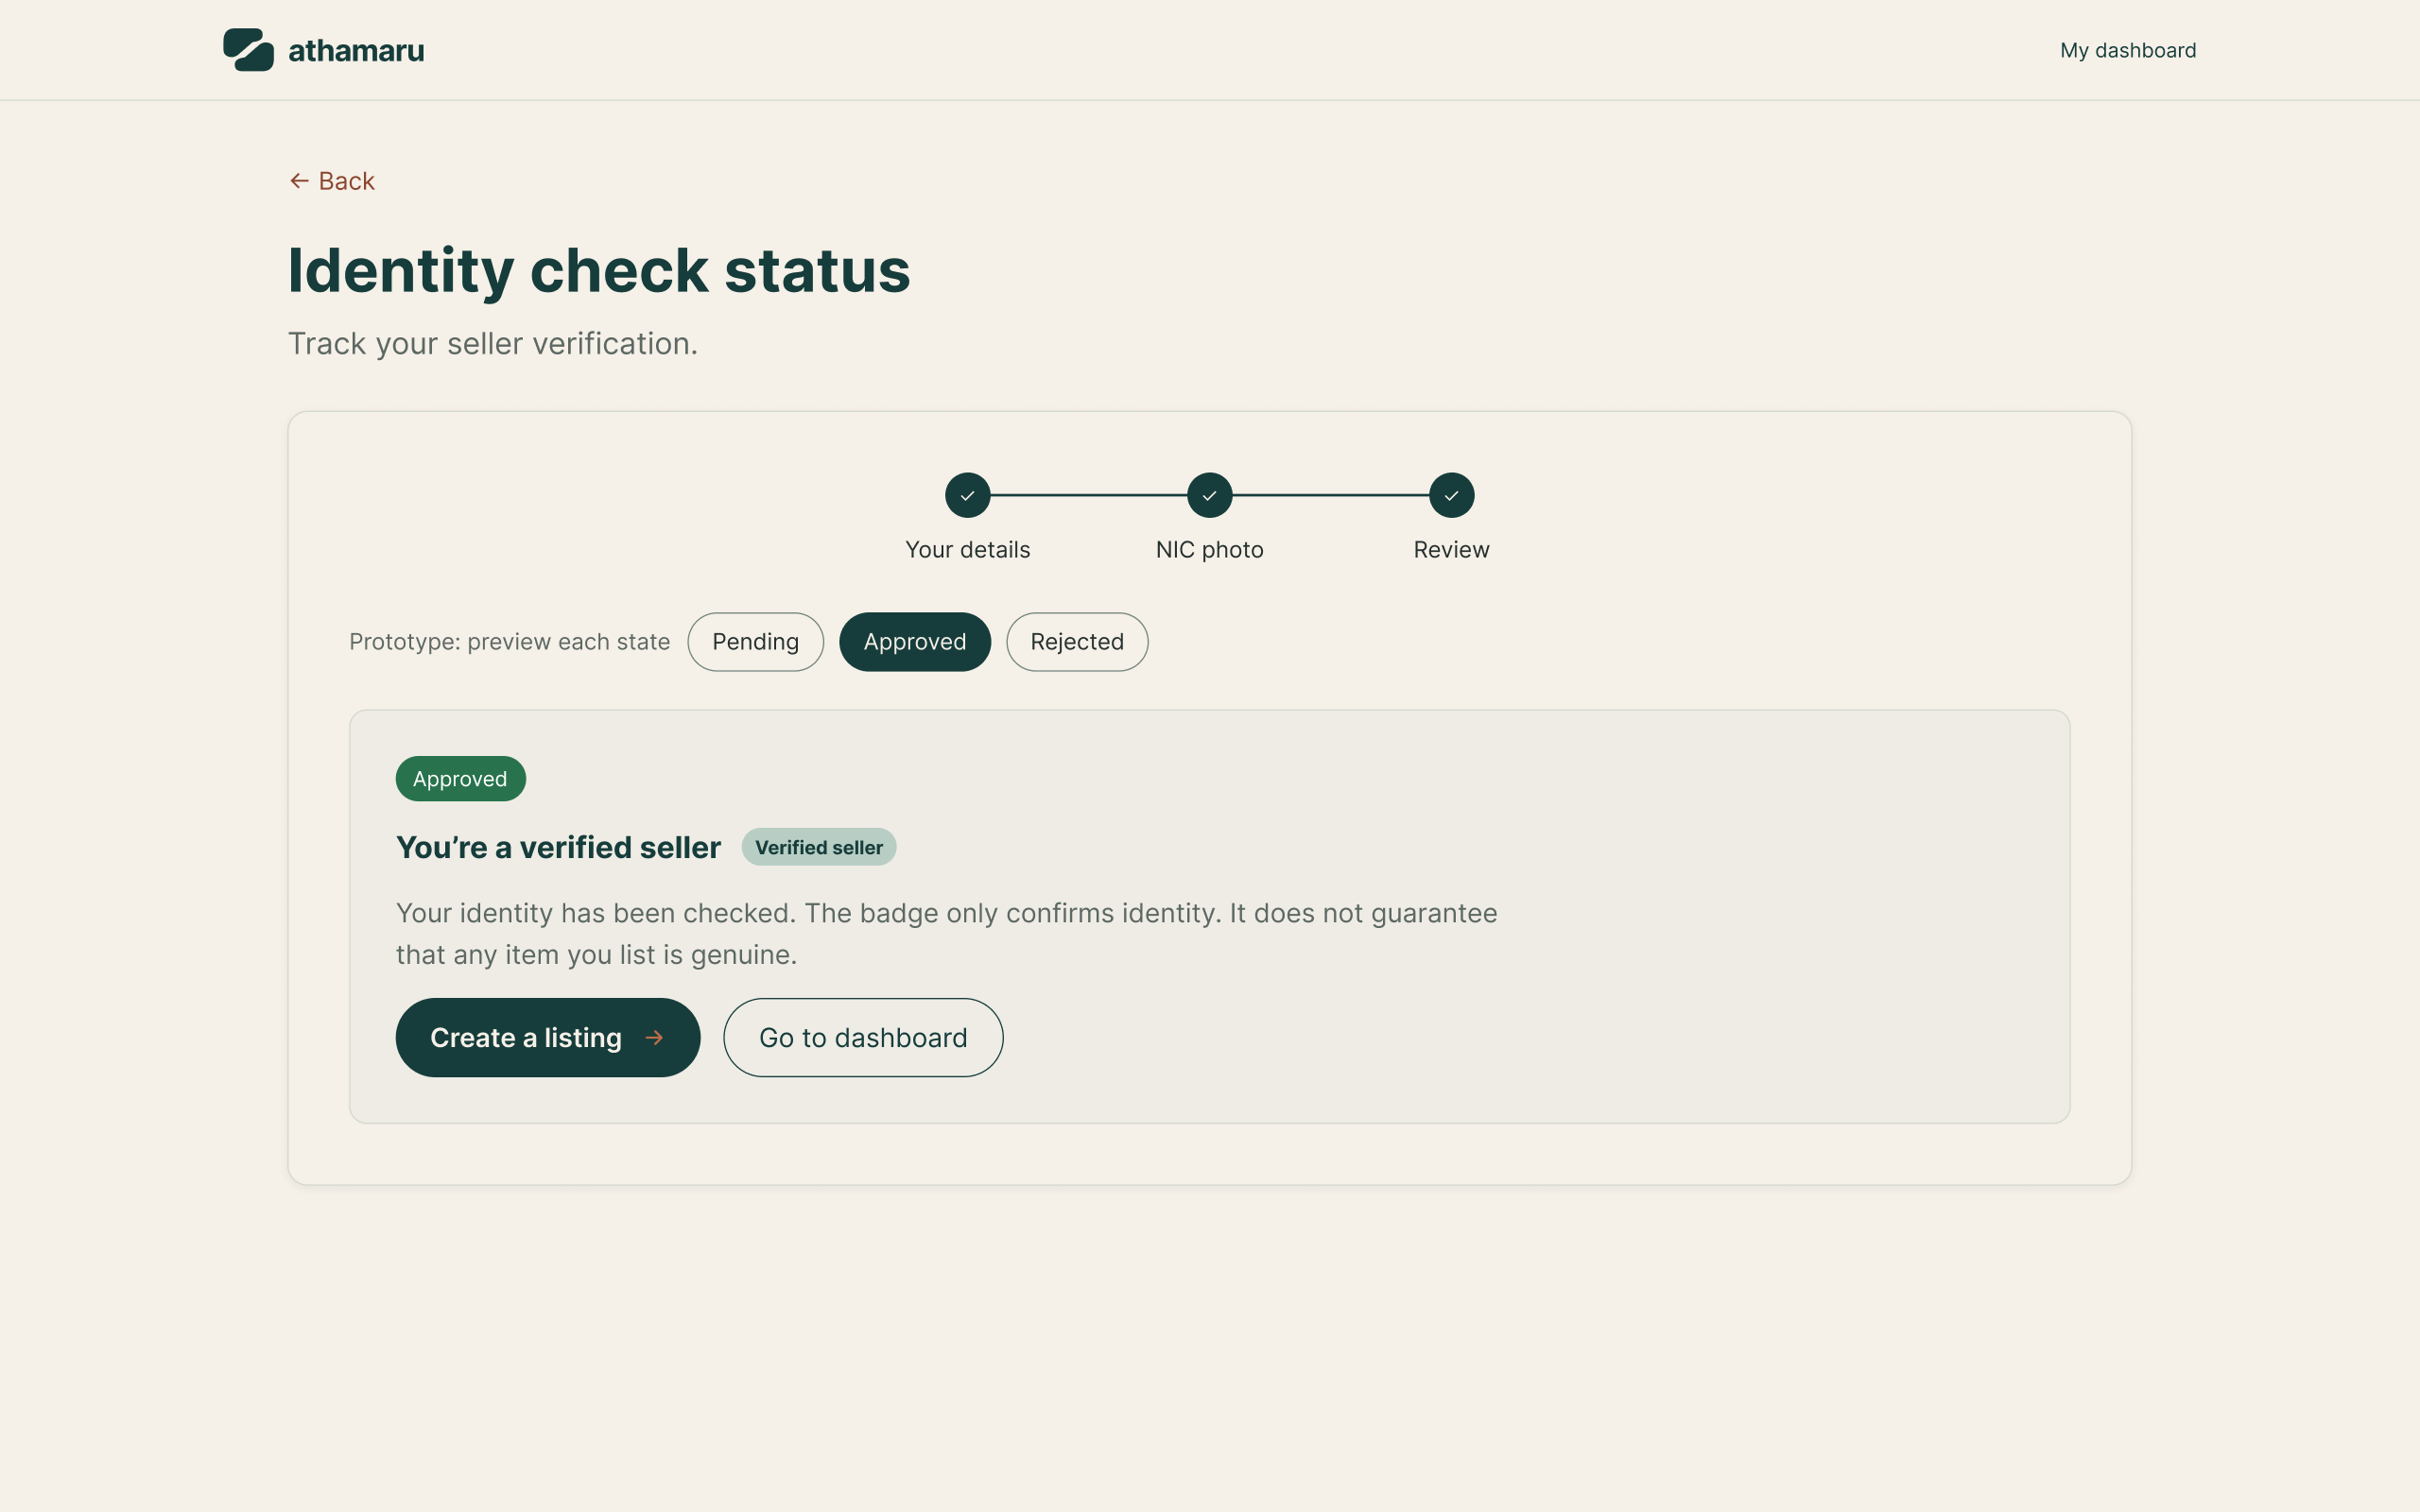 athamaru
My dashboard
← Back
Identity check status
Track your seller verification.
Your details
NIC photo
Review
Prototype: preview each state
Pending
Approved
Rejected
Approved
You’re a verified seller
Verified seller
Your identity has been checked. The badge only confirms identity. It does not guarantee
that any item you list is genuine.
Create a listing →
Go to dashboard